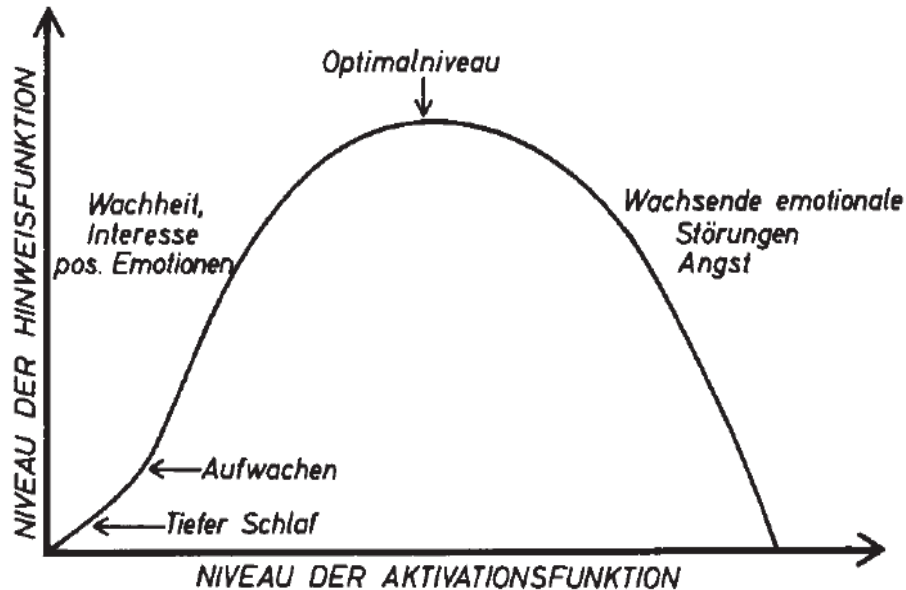 NIVEAU DER HINWEISFUNKTION
Optimalniveau
Wachheit,
Interesse
pos. Emotionen
Wachsende emotionale
Störungen
Angst
Aufwachen
Tiefer Schlaf
NIVEAU DER AKTIVATIONSFUNKTION